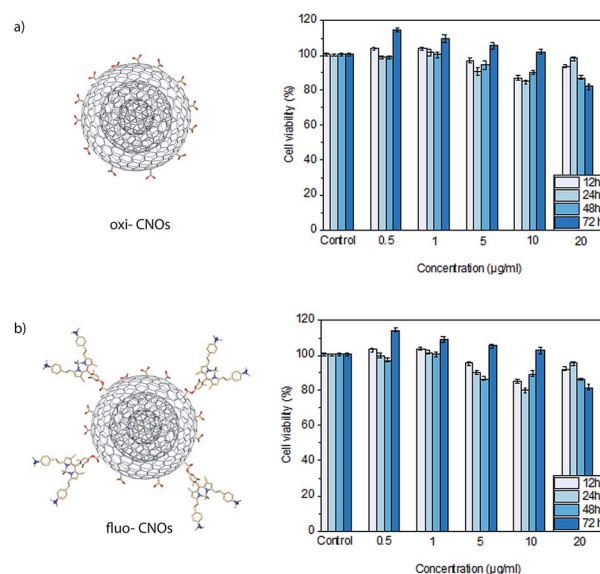 a)
oxi- CNOs
Cell viability (%)
120
100
80
60
40
20
0
12h
24h
48h
72 h
Control 0.5 1 5 10 20
Concentration (µg/ml)
b)
fluo- CNOs
Cell viability (%)
120
100
80
60
40
20
0
12h
24h
48h
72 h
Control 0.5 1 5 10 20
Concentration (µg/ml)